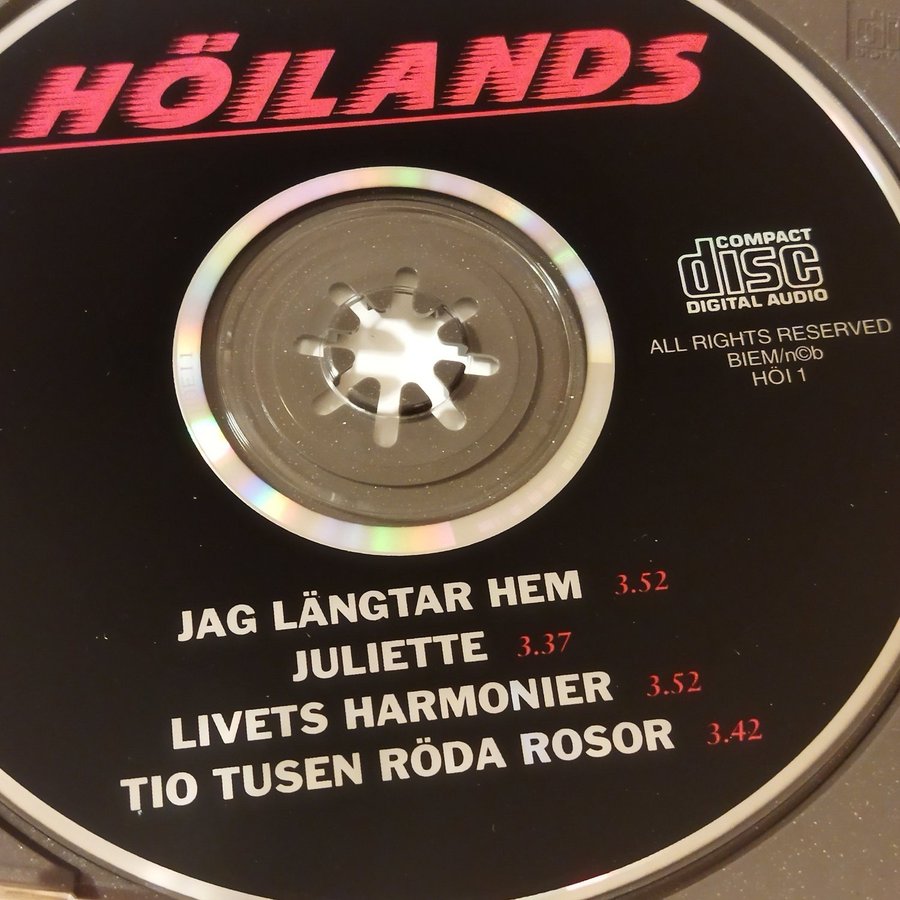 HÖILANDS
COMPACT
disc
DIGITAL AUDIO
ALL RIGHTS RESERVED
BIEM/n©b
HÖI 1
JAG LÄNGTAR HEM 3.52
JULIETTE 3.37
LIVETS HARMONIER 3.52
TIO TUSEN RÖDA ROSOR 3.42